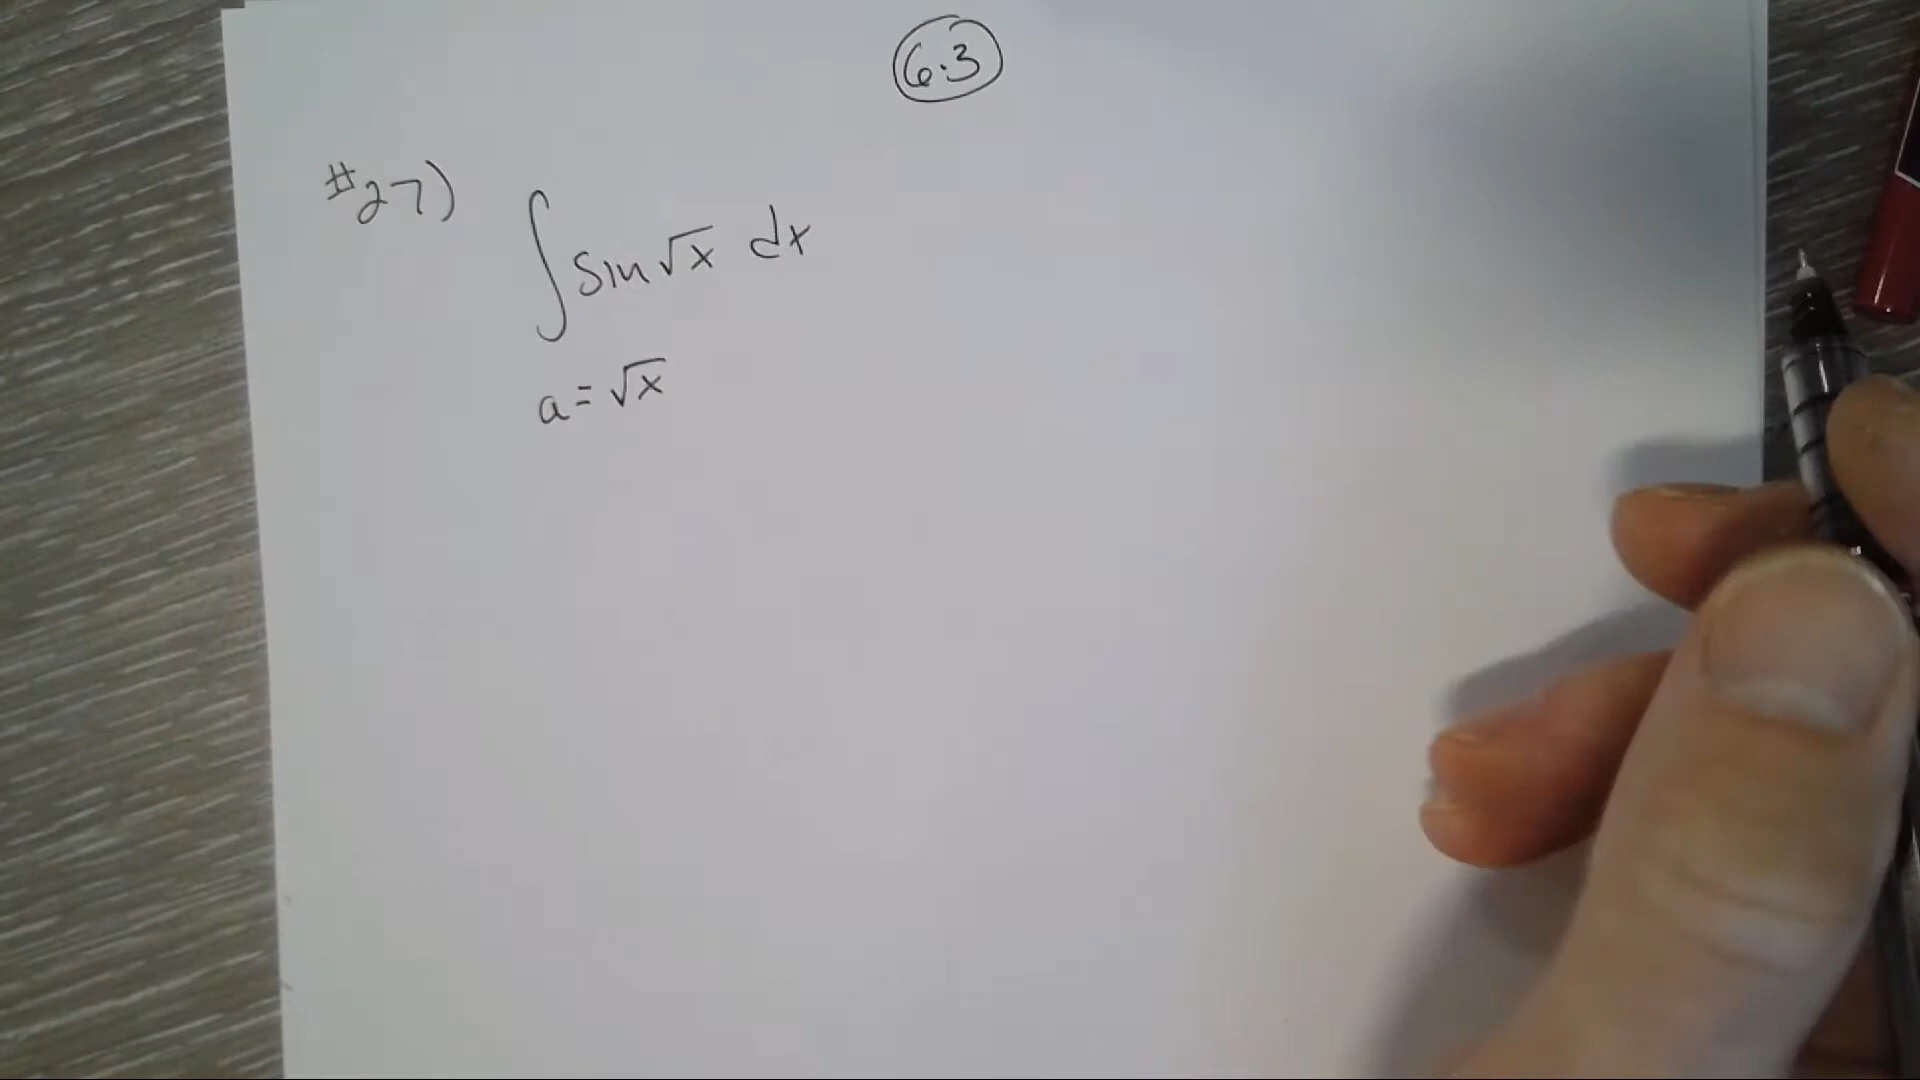 6.3
#27) ∫ sin √x dx
a = √x